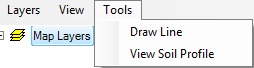 Layers View Tools
Map Layers
Draw Line
View Soil Profile